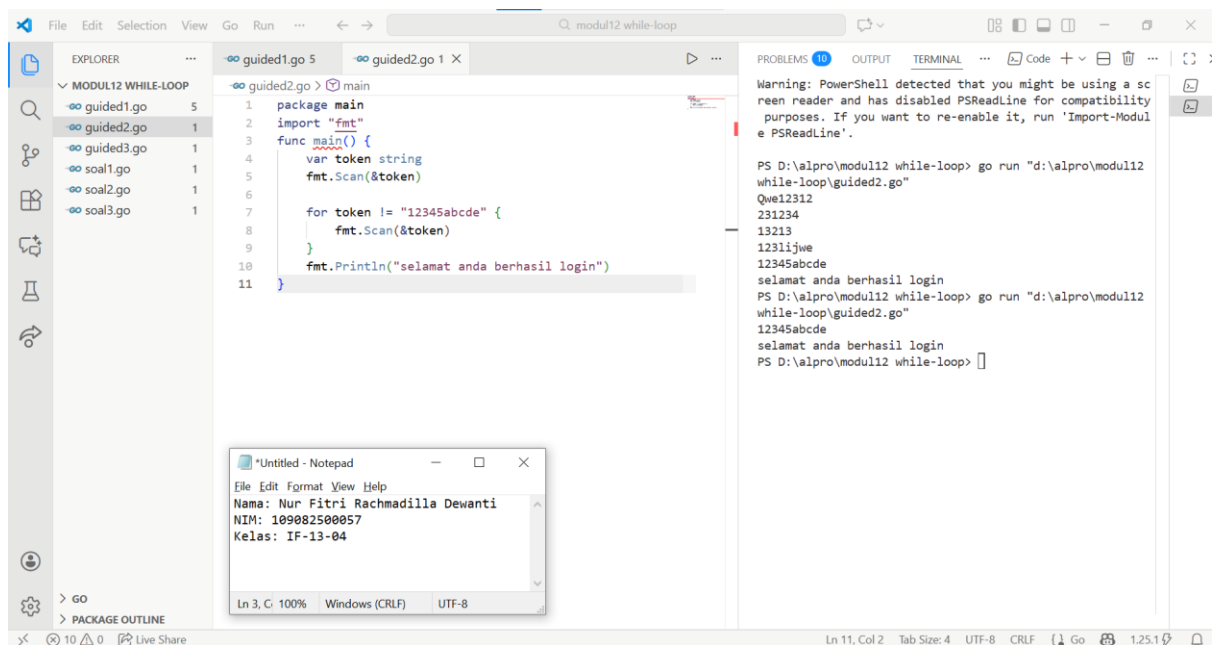 File Edit Selection View Go Run ··· modul12 while-loop
EXPLORER ···
MODUL12 WHILE-LOOP
guided1.go 5
guided2.go 1
guided3.go 1
soal1.go 1
soal2.go 1
soal3.go 1
GO
PACKAGE OUTLINE
guided1.go 5 guided2.go 1
guided2.go > main
1 package main
2 import "fmt"
3 func main() {
4 var token string
5 fmt.Scan(&token)
6
7 for token != "12345abcde" {
8 fmt.Scan(&token)
9 }
10 fmt.Println("selamat anda berhasil login")
11 }
PROBLEMS 10 OUTPUT TERMINAL ··· Code
Warning: PowerShell detected that you might be using a sc
reen reader and has disabled PSReadLine for compatibility
purposes. If you want to re-enable it, run 'Import-Modul
e PSReadLine'.
PS D:\alpro\modul12 while-loop> go run "d:\alpro\modul12
while-loop\guided2.go"
Qwe12312
231234
13213
123lijwe
12345abcde
selamat anda berhasil login
PS D:\alpro\modul12 while-loop> go run "d:\alpro\modul12
while-loop\guided2.go"
12345abcde
selamat anda berhasil login
PS D:\alpro\modul12 while-loop>
*Untitled - Notepad
File Edit Format View Help
Nama: Nur Fitri Rachmadilla Dewanti
NIM: 109082500057
Kelas: IF-13-04
Ln 3, C 100% Windows (CRLF) UTF-8
10 0 Live Share
Ln 11, Col 2 Tab Size: 4 UTF-8 CRLF Go 1.25.1